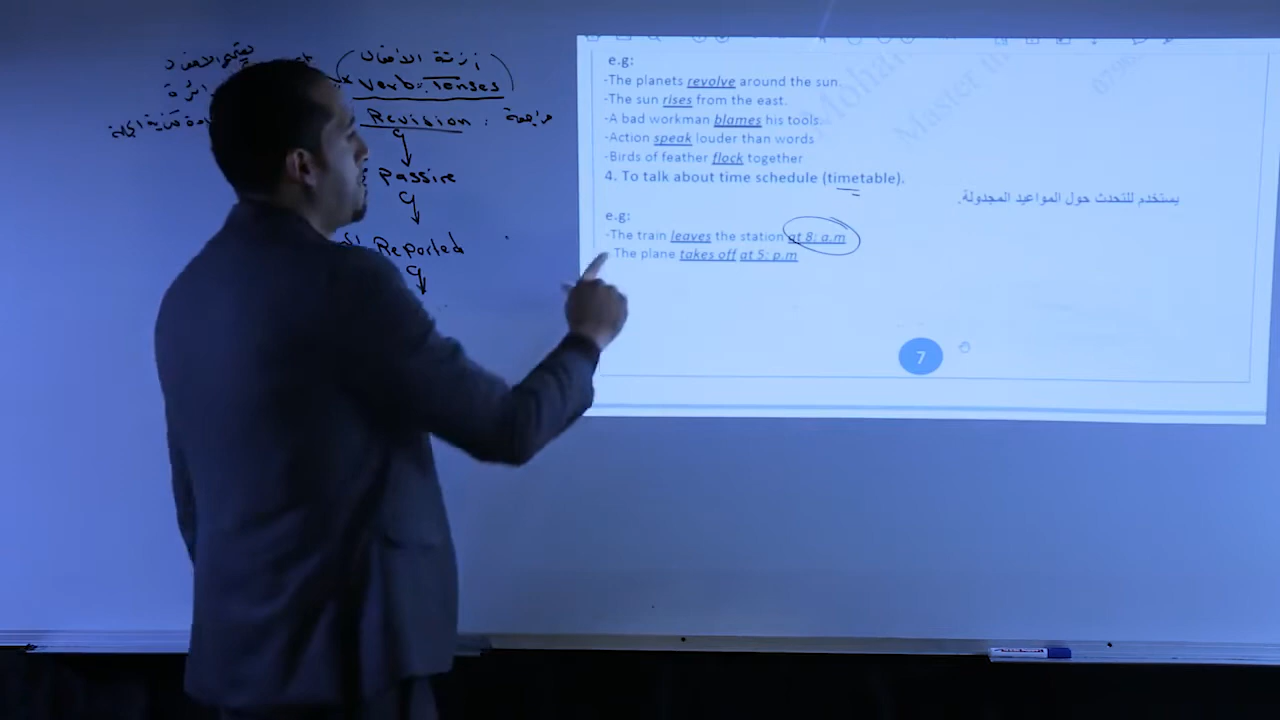 أزمنة الأفعال
Verb Tenses
Revision : مراجعة
Passive
Reported
e.g:
-The planets revolve around the sun.
-The sun rises from the east.
-A bad workman blames his tools.
-Action speak louder than words
-Birds of feather flock together
4. To talk about time schedule (timetable).
يستخدم للتحدث حول المواعيد المجدولة.
e.g:
-The train leaves the station at 8: a.m
The plane takes off at 5: p.m
7
Master